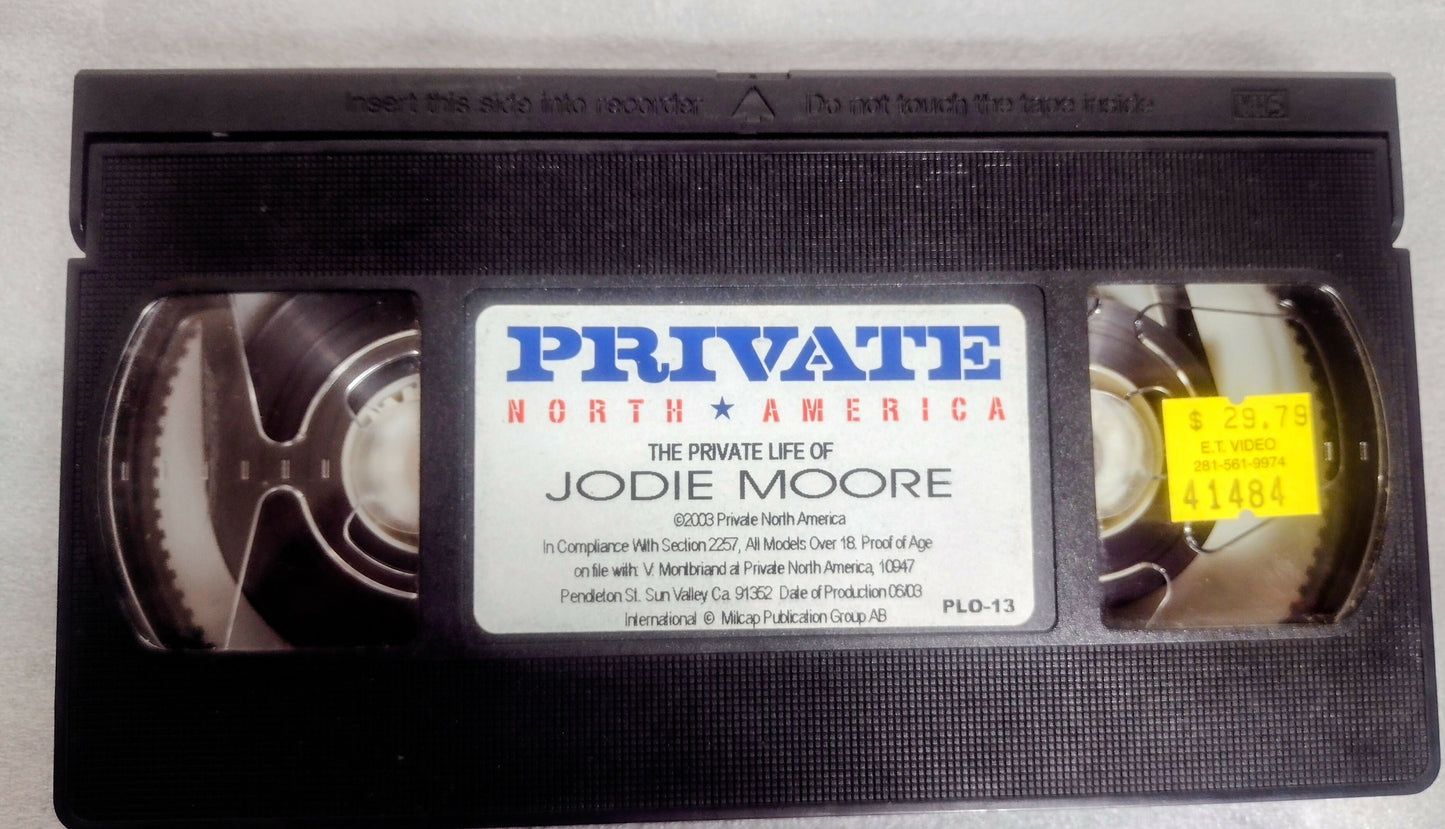 Insert this side into recorder Do not touch the tape inside VHS
PRIVATE
NORTH ★ AMERICA
THE PRIVATE LIFE OF
JODIE MOORE
©2003 Private North America
In Compliance With Section 2257, All Models Over 18. Proof of Age
on file with: V. Montbriand at Private North America, 10947
Pendleton St. Sun Valley Ca. 91352 Date of Production 06/03
International © Milcap Publication Group AB
PLO-13
$ 29.79
E.T. VIDEO
281-561-9974
41484